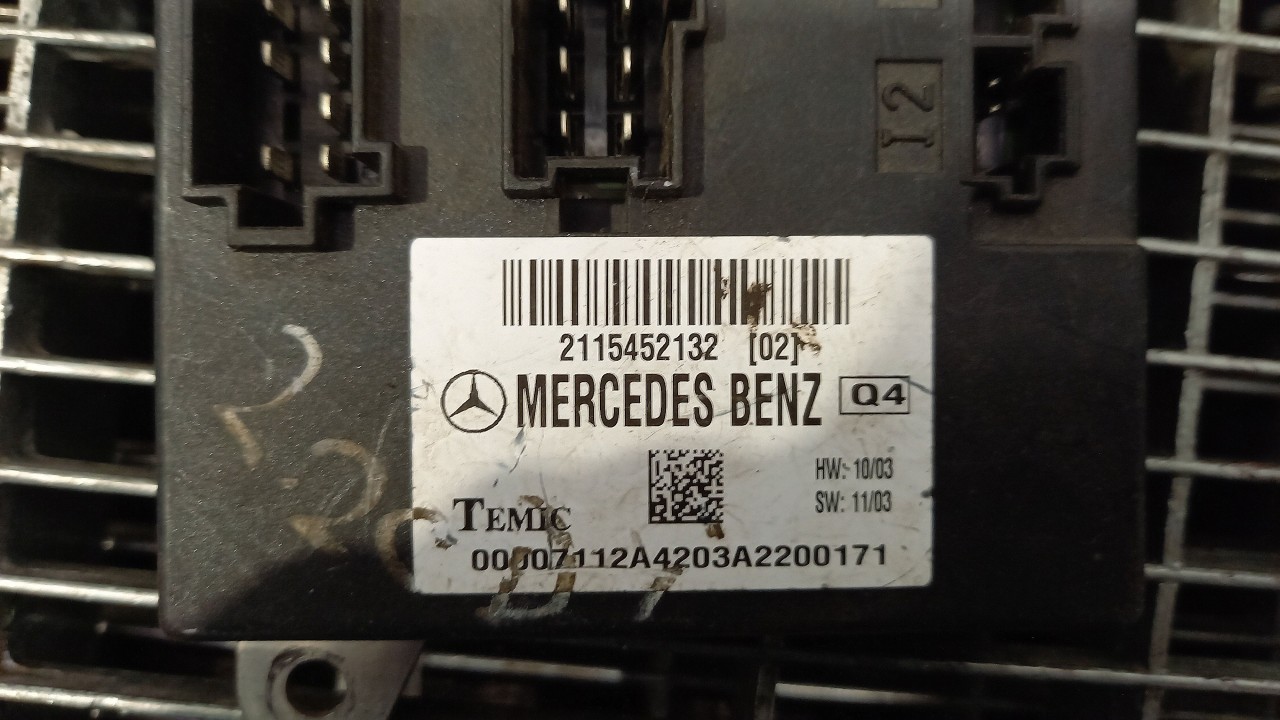 I2
2115452132 [02]
MERCEDES BENZ Q4
HW: 10/03
SW: 11/03
TEMIC
00007112A4203A2200171